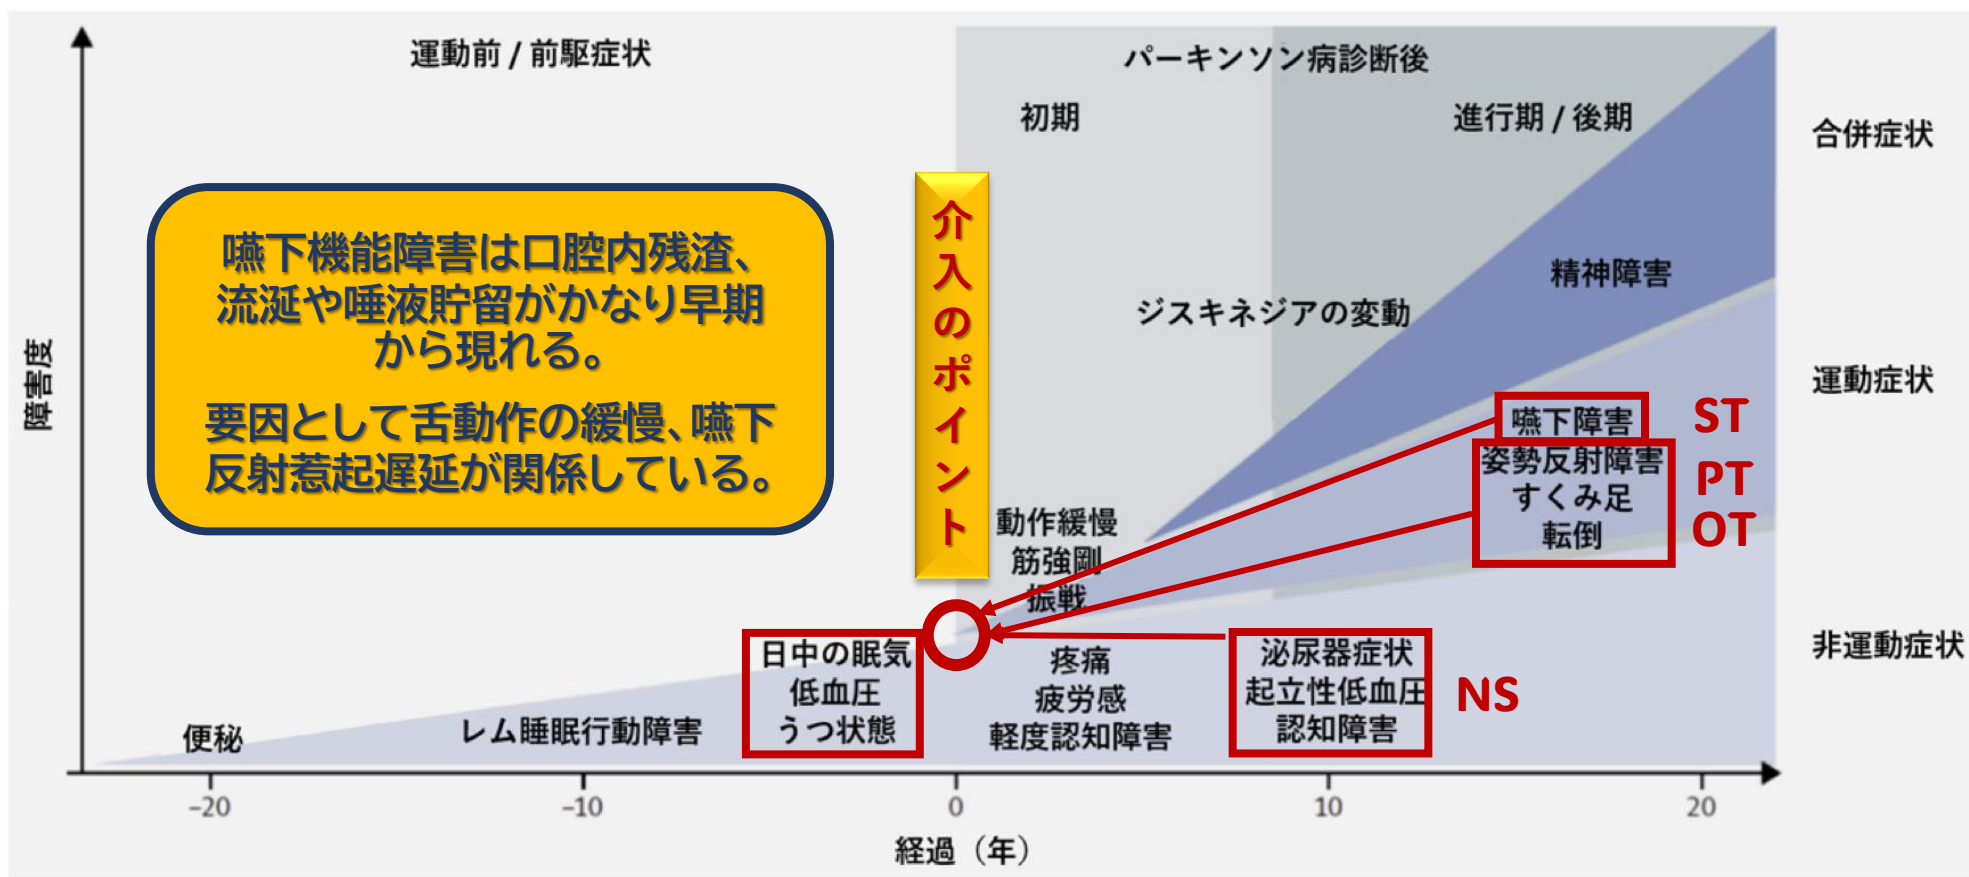 運動前 / 前駆症状
パーキンソン病診断後
初期
進行期 / 後期
合併症状
運動症状
非運動症状
障害度
嚥下機能障害は口腔内残渣、
流涎や唾液貯留がかなり早期
から現れる。
要因として舌動作の緩慢、嚥下
反射惹起遅延が関係している。
介入のポイント
精神障害
ジスキネジアの変動
嚥下障害
ST
姿勢反射障害
すくみ足
転倒
PT
OT
動作緩慢
筋強剛
振戦
日中の眠気
低血圧
うつ状態
疼痛
疲労感
軽度認知障害
泌尿器症状
起立性低血圧
認知障害
NS
便秘
レム睡眠行動障害
−20
−10
0
10
20
経過（年）